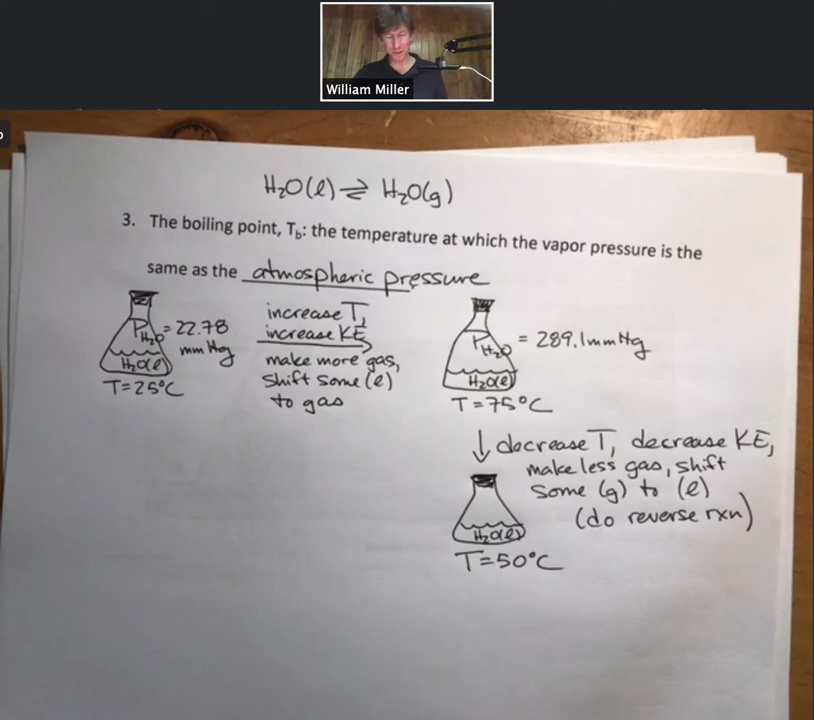 William Miller
H₂O(l) ⇌ H₂O(g)
3. The boiling point, T_b: the temperature at which the vapor pressure is the
same as the atmospheric pressure
P_H₂O = 22.78
mm Hg
H₂O(l)
T=25°C
increase T,
increase KE
make more gas,
shift some (l)
to gas
P_H₂O = 289.1mmHg
H₂O(l)
T=75°C
↓ decrease T, decrease KE,
make less gas, shift
some (g) to (l)
(do reverse rxn)
H₂O(l)
T=50°C